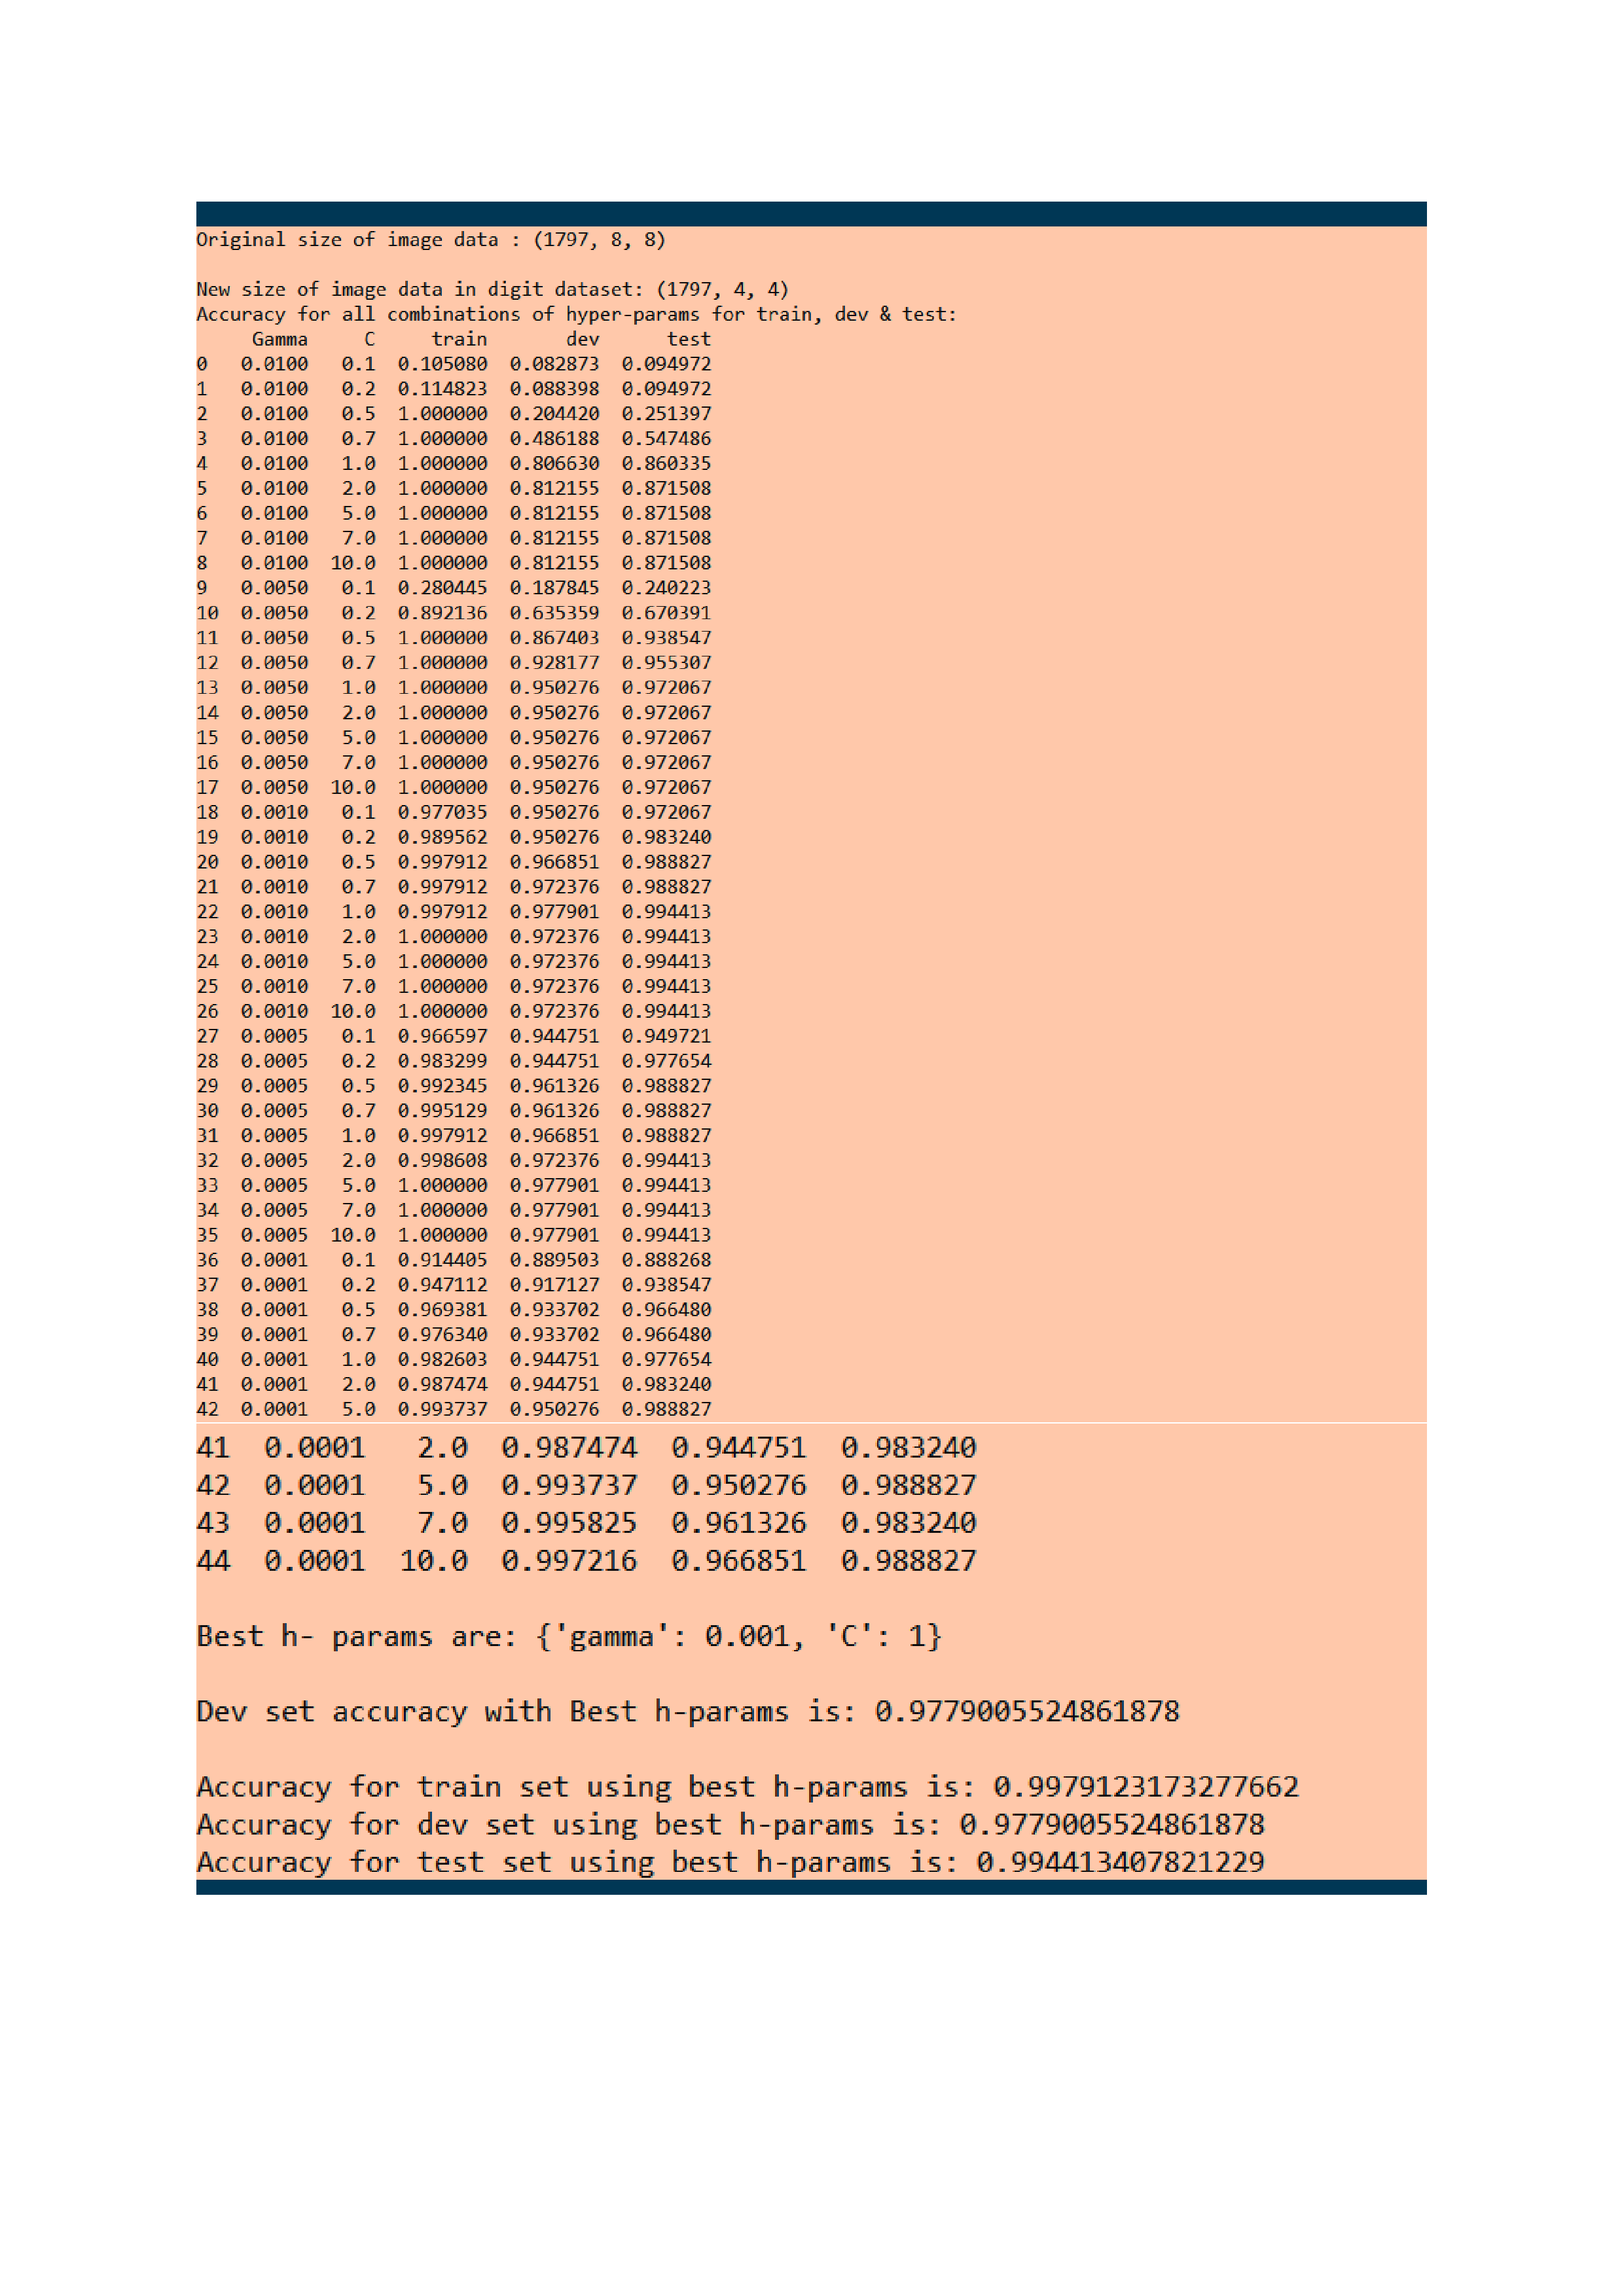 Original size of image data : (1797, 8, 8)
New size of image data in digit dataset: (1797, 4, 4)
Accuracy for all combinations of hyper-params for train, dev & test:
Gamma C train dev test
0 0.0100 0.1 0.105080 0.082873 0.094972
1 0.0100 0.2 0.114823 0.088398 0.094972
2 0.0100 0.5 1.000000 0.204420 0.251397
3 0.0100 0.7 1.000000 0.486188 0.547486
4 0.0100 1.0 1.000000 0.806630 0.860335
5 0.0100 2.0 1.000000 0.812155 0.871508
6 0.0100 5.0 1.000000 0.812155 0.871508
7 0.0100 7.0 1.000000 0.812155 0.871508
8 0.0100 10.0 1.000000 0.812155 0.871508
9 0.0050 0.1 0.280445 0.187845 0.240223
10 0.0050 0.2 0.892136 0.635359 0.670391
11 0.0050 0.5 1.000000 0.867403 0.938547
12 0.0050 0.7 1.000000 0.928177 0.955307
13 0.0050 1.0 1.000000 0.950276 0.972067
14 0.0050 2.0 1.000000 0.950276 0.972067
15 0.0050 5.0 1.000000 0.950276 0.972067
16 0.0050 7.0 1.000000 0.950276 0.972067
17 0.0050 10.0 1.000000 0.950276 0.972067
18 0.0010 0.1 0.977035 0.950276 0.972067
19 0.0010 0.2 0.989562 0.950276 0.983240
20 0.0010 0.5 0.997912 0.966851 0.988827
21 0.0010 0.7 0.997912 0.972376 0.988827
22 0.0010 1.0 0.997912 0.977901 0.994413
23 0.0010 2.0 1.000000 0.972376 0.994413
24 0.0010 5.0 1.000000 0.972376 0.994413
25 0.0010 7.0 1.000000 0.972376 0.994413
26 0.0010 10.0 1.000000 0.972376 0.994413
27 0.0005 0.1 0.966597 0.944751 0.949721
28 0.0005 0.2 0.983299 0.944751 0.977654
29 0.0005 0.5 0.992345 0.961326 0.988827
30 0.0005 0.7 0.995129 0.961326 0.988827
31 0.0005 1.0 0.997912 0.966851 0.988827
32 0.0005 2.0 0.998608 0.972376 0.994413
33 0.0005 5.0 1.000000 0.977901 0.994413
34 0.0005 7.0 1.000000 0.977901 0.994413
35 0.0005 10.0 1.000000 0.977901 0.994413
36 0.0001 0.1 0.914405 0.889503 0.888268
37 0.0001 0.2 0.947112 0.917127 0.938547
38 0.0001 0.5 0.969381 0.933702 0.966480
39 0.0001 0.7 0.976340 0.933702 0.966480
40 0.0001 1.0 0.982603 0.944751 0.977654
41 0.0001 2.0 0.987474 0.944751 0.983240
42 0.0001 5.0 0.993737 0.950276 0.988827
41 0.0001 2.0 0.987474 0.944751 0.983240
42 0.0001 5.0 0.993737 0.950276 0.988827
43 0.0001 7.0 0.995825 0.961326 0.983240
44 0.0001 10.0 0.997216 0.966851 0.988827
Best h- params are: {'gamma': 0.001, 'C': 1}
Dev set accuracy with Best h-params is: 0.9779005524861878
Accuracy for train set using best h-params is: 0.9979123173277662
Accuracy for dev set using best h-params is: 0.9779005524861878
Accuracy for test set using best h-params is: 0.994413407821229